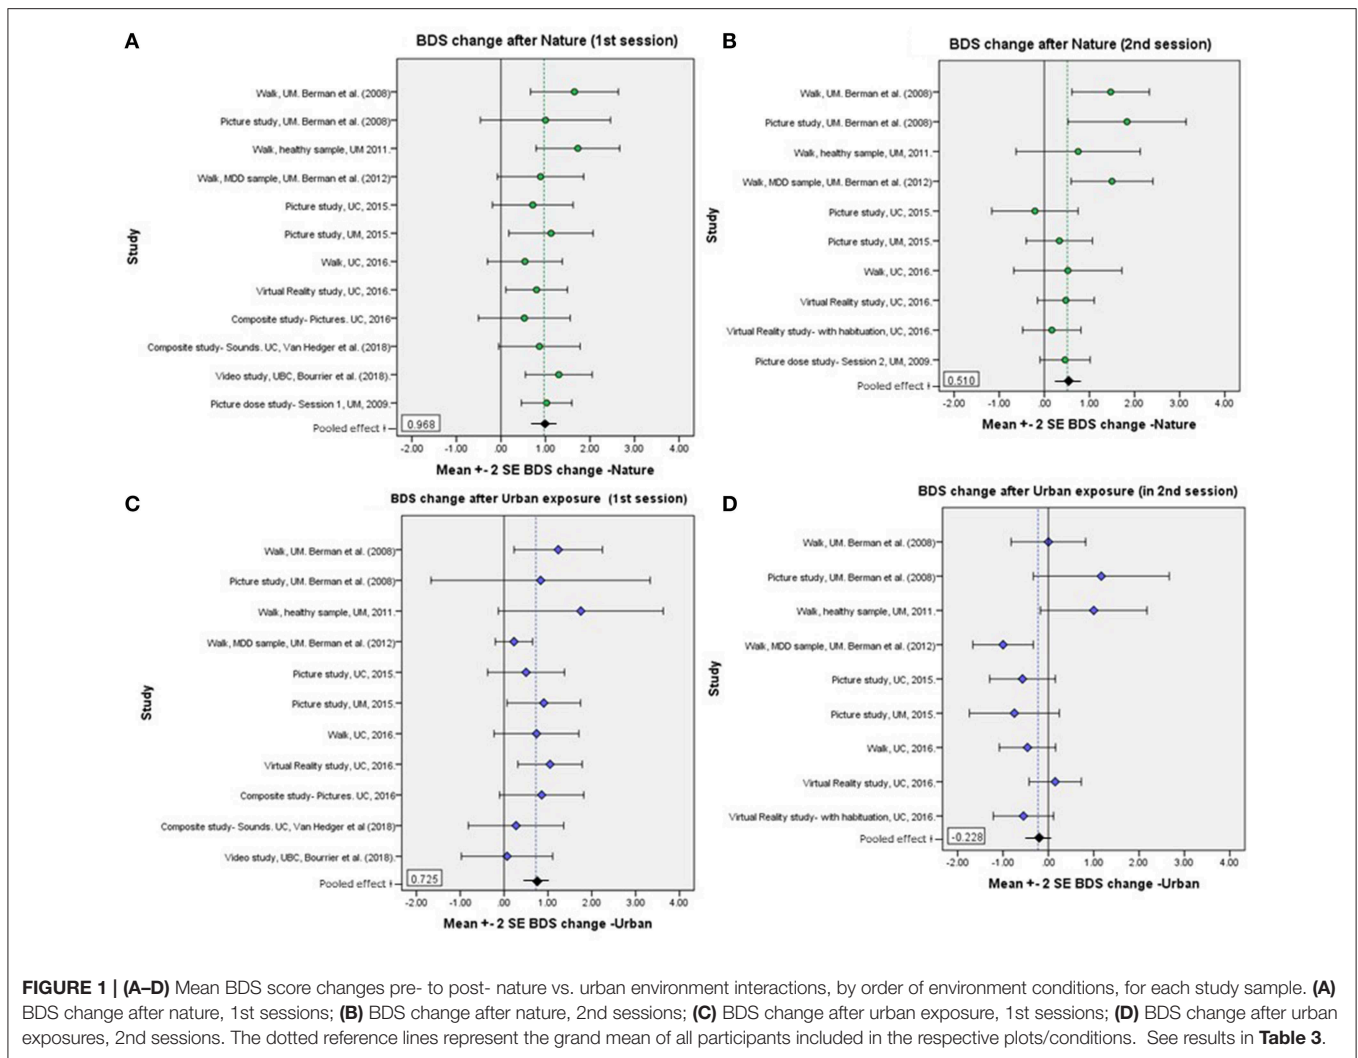 A
BDS change after Nature (1st session)
Study
Walk, UM. Berman et al. (2008)
Picture study, UM. Berman et al. (2008)
Walk, healthy sample, UM 2011.
Walk, MDD sample, UM. Berman et al. (2012)
Picture study, UC, 2015.
Picture study, UM, 2015.
Walk, UC, 2016.
Virtual Reality study, UC, 2016.
Composite study- Pictures. UC, 2016
Composite study- Sounds. UC, Van Hedger et al. (2018)
Video study, UBC, Bourrier et al. (2018).
Picture dose study- Session 1, UM, 2009.
Pooled effect
0.968
-2.00 -1.00 .00 1.00 2.00 3.00 4.00
Mean +- 2 SE BDS change -Nature
B
BDS change after Nature (2nd session)
Study
Walk, UM. Berman et al. (2008)
Picture study, UM. Berman et al. (2008)
Walk, healthy sample, UM, 2011.
Walk, MDD sample, UM. Berman et al. (2012)
Picture study, UC, 2015.
Picture study, UM, 2015.
Walk, UC, 2016.
Virtual Reality study, UC, 2016.
Virtual Reality study- with habituation, UC, 2016.
Picture dose study- Session 2, UM, 2009.
Pooled effect
0.510
-2.00 -1.00 .00 1.00 2.00 3.00 4.00
Mean +- 2 SE BDS change -Nature
C
BDS change after Urban exposure (1st session)
Study
Walk, UM. Berman et al. (2008)
Picture study, UM. Berman et al. (2008)
Walk, healthy sample, UM, 2011.
Walk, MDD sample, UM. Berman et al. (2012)
Picture study, UC, 2015.
Picture study, UM, 2015.
Walk, UC, 2016.
Virtual Reality study, UC, 2016.
Composite study- Pictures. UC, 2016
Composite study- Sounds. UC, Van Hedger et al (2018)
Video study, UBC, Bourrier et al. (2018).
Pooled effect
0.725
-2.00 -1.00 .00 1.00 2.00 3.00 4.00
Mean +- 2 SE BDS change -Urban
D
BDS change after Urban exposure (in 2nd session)
Study
Walk, UM. Berman et al. (2008)
Picture study, UM. Berman et al. (2008)
Walk, healthy sample, UM, 2011.
Walk, MDD sample, UM. Berman et al. (2012)
Picture study, UC, 2015.
Picture study, UM, 2015.
Walk, UC, 2016.
Virtual Reality study, UC, 2016.
Virtual Reality study- with habituation, UC, 2016.
Pooled effect
-0.228
-2.00 -1.00 .00 1.00 2.00 3.00 4.00
Mean +- 2 SE BDS change -Urban
FIGURE 1 | (A–D) Mean BDS score changes pre- to post- nature vs. urban environment interactions, by order of environment conditions, for each study sample. (A)
BDS change after nature, 1st sessions; (B) BDS change after nature, 2nd sessions; (C) BDS change after urban exposure, 1st sessions; (D) BDS change after urban
exposures, 2nd sessions. The dotted reference lines represent the grand mean of all participants included in the respective plots/conditions. See results in Table 3.